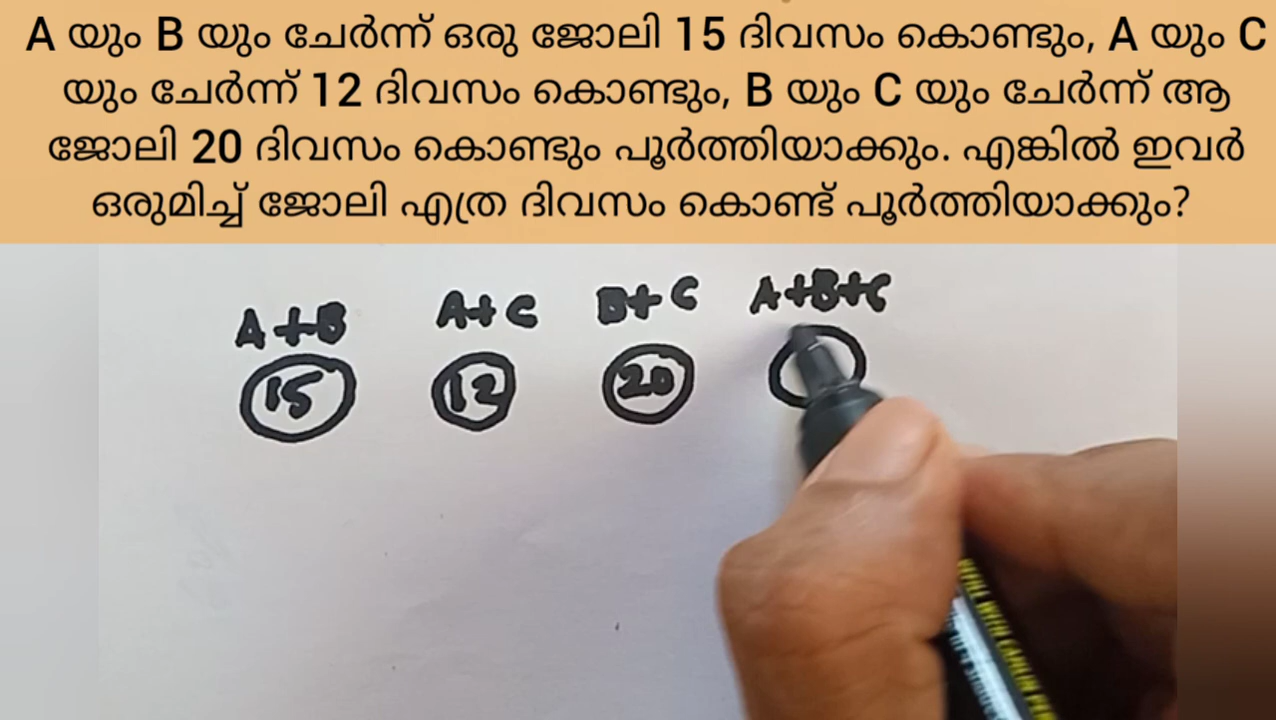 A യും B യും ചേർന്ന് ഒരു ജോലി 15 ദിവസം കൊണ്ടും, A യും C
യും ചേർന്ന് 12 ദിവസം കൊണ്ടും, B യും C യും ചേർന്ന് ആ
ജോലി 20 ദിവസം കൊണ്ടും പൂർത്തിയാക്കും. എങ്കിൽ ഇവർ
ഒരുമിച്ച് ജോലി എത്ര ദിവസം കൊണ്ട് പൂർത്തിയാക്കും?
A+B A+C B+C A+B+C
15 12 20